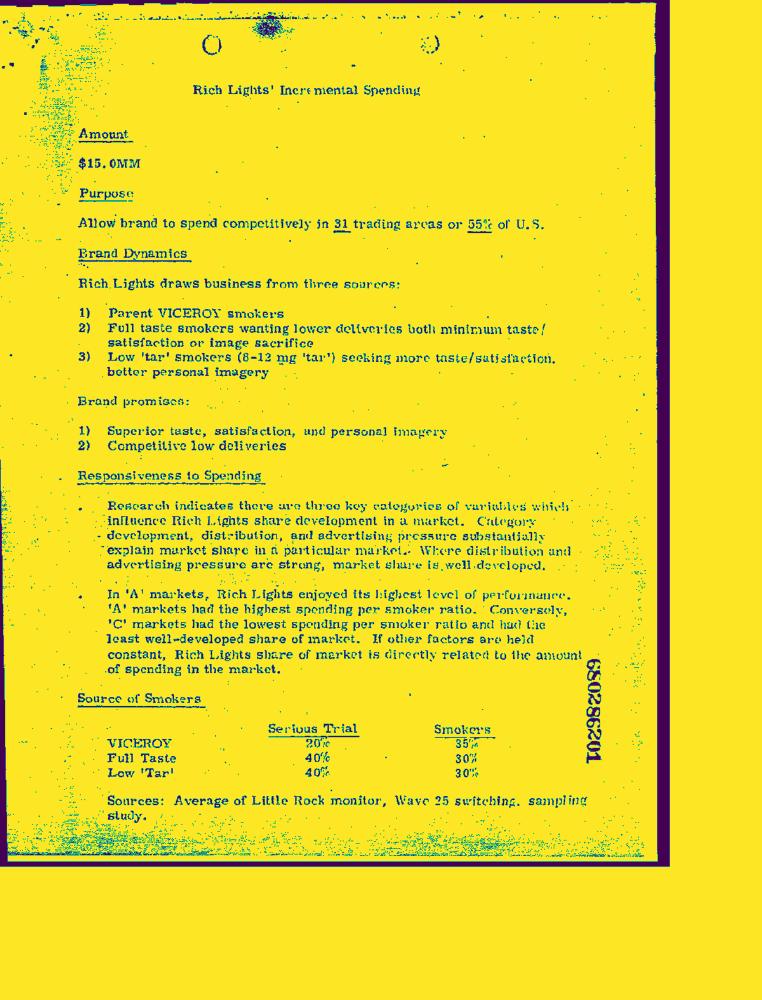 Rich Lights' Incremental Spending
Amount
$15.0MM
Purpose
Allow brand to spend competitively in 31 trading areas or 55% of U.S.
Brand Dynamics
Rich Lights draws business from three sources:
1) Parent VICEROY smokers
2) Full taste smokers wanting lower deliveries both minimum taste/
satisfaction or image sacrifice
3) Low 'tar' smokers (8-12 mg 'tar') seeking more taste/satisfaction,
better personal imagery
Brand promises:
1) Superior taste, satisfaction, and personal imagery
2) Competitive low deliveries
Responsiveness to Spending
. Research indicates there are three key categories of variables which
influence Rich Lights share development in a market. Category
development, distribution, and advertising pressure substantially
explain market share in a particular market. Where distribution and
advertising pressure are strong, market share is well developed.
. In 'A' markets, Rich Lights enjoyed its highest level of performance.
'A' markets had the highest spending per smoker ratio. Conversely,
'C' markets had the lowest spending per smoker ratio and had the
least well-developed share of market. If other factors are held
constant, Rich Lights share of market is directly related to the amount
of spending in the market.
Source of Smokers
Serious Trial Smokers
VICEROY 20% 35%
Full Taste 40% 30%
Low 'Tar' 40% 30%
Sources: Average of Little Rock monitor, Wave 25 switching, sampling
study.
680286201